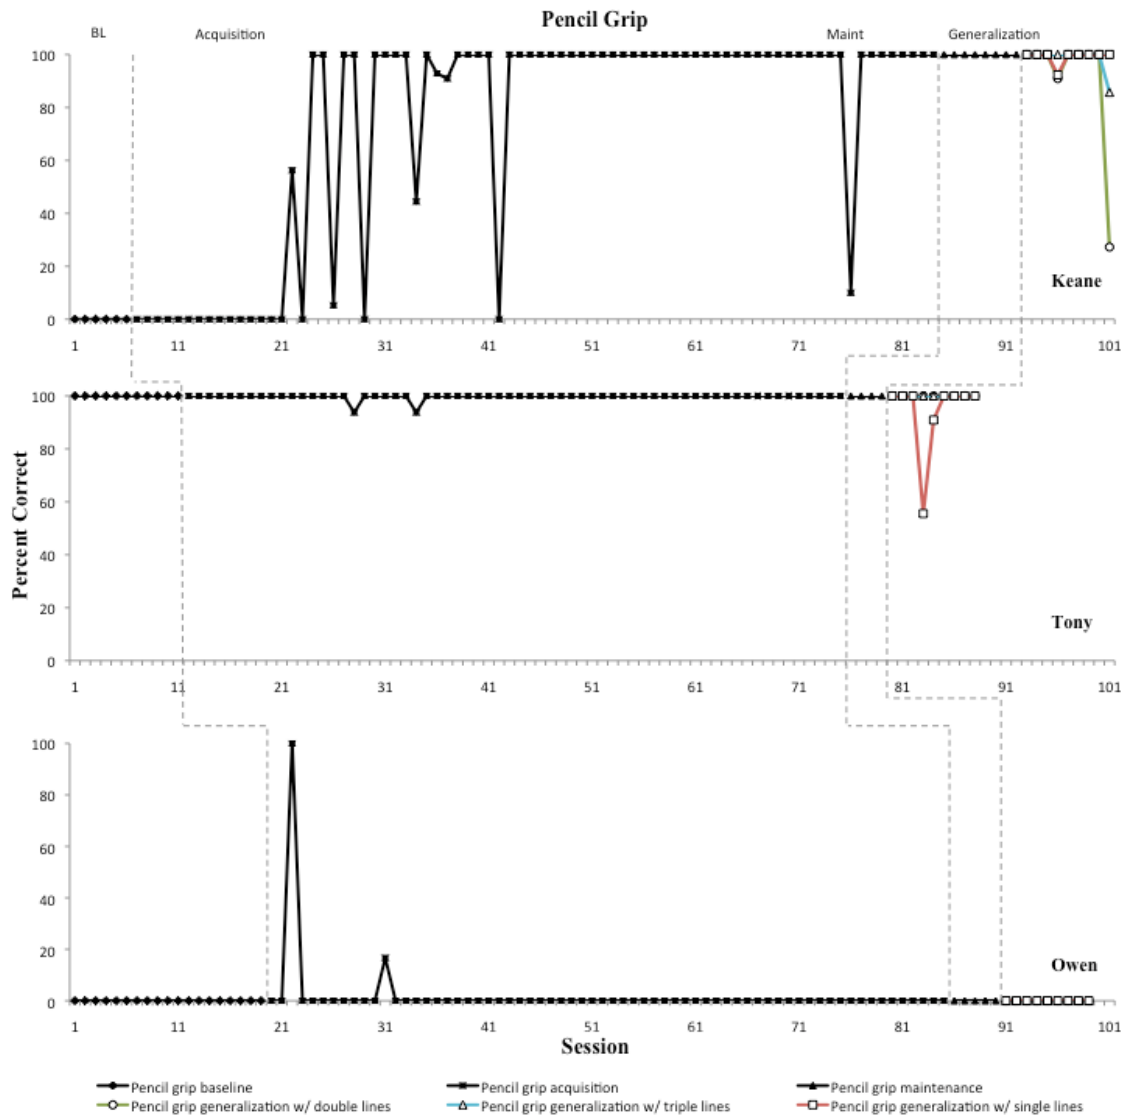 Pencil Grip
BL Acquisition Maint Generalization
100
80
60
40
20
0
Keane
1 11 21 31 41 51 61 71 81 91 101
Percent Correct
100
80
60
40
20
0
Tony
1 11 21 31 41 51 61 71 81 91 101
100
80
60
40
20
0
Owen
1 11 21 31 41 51 61 71 81 91 101
Session
Pencil grip baseline Pencil grip acquisition Pencil grip maintenance
Pencil grip generalization w/ double lines Pencil grip generalization w/ triple lines Pencil grip generalization w/ single lines